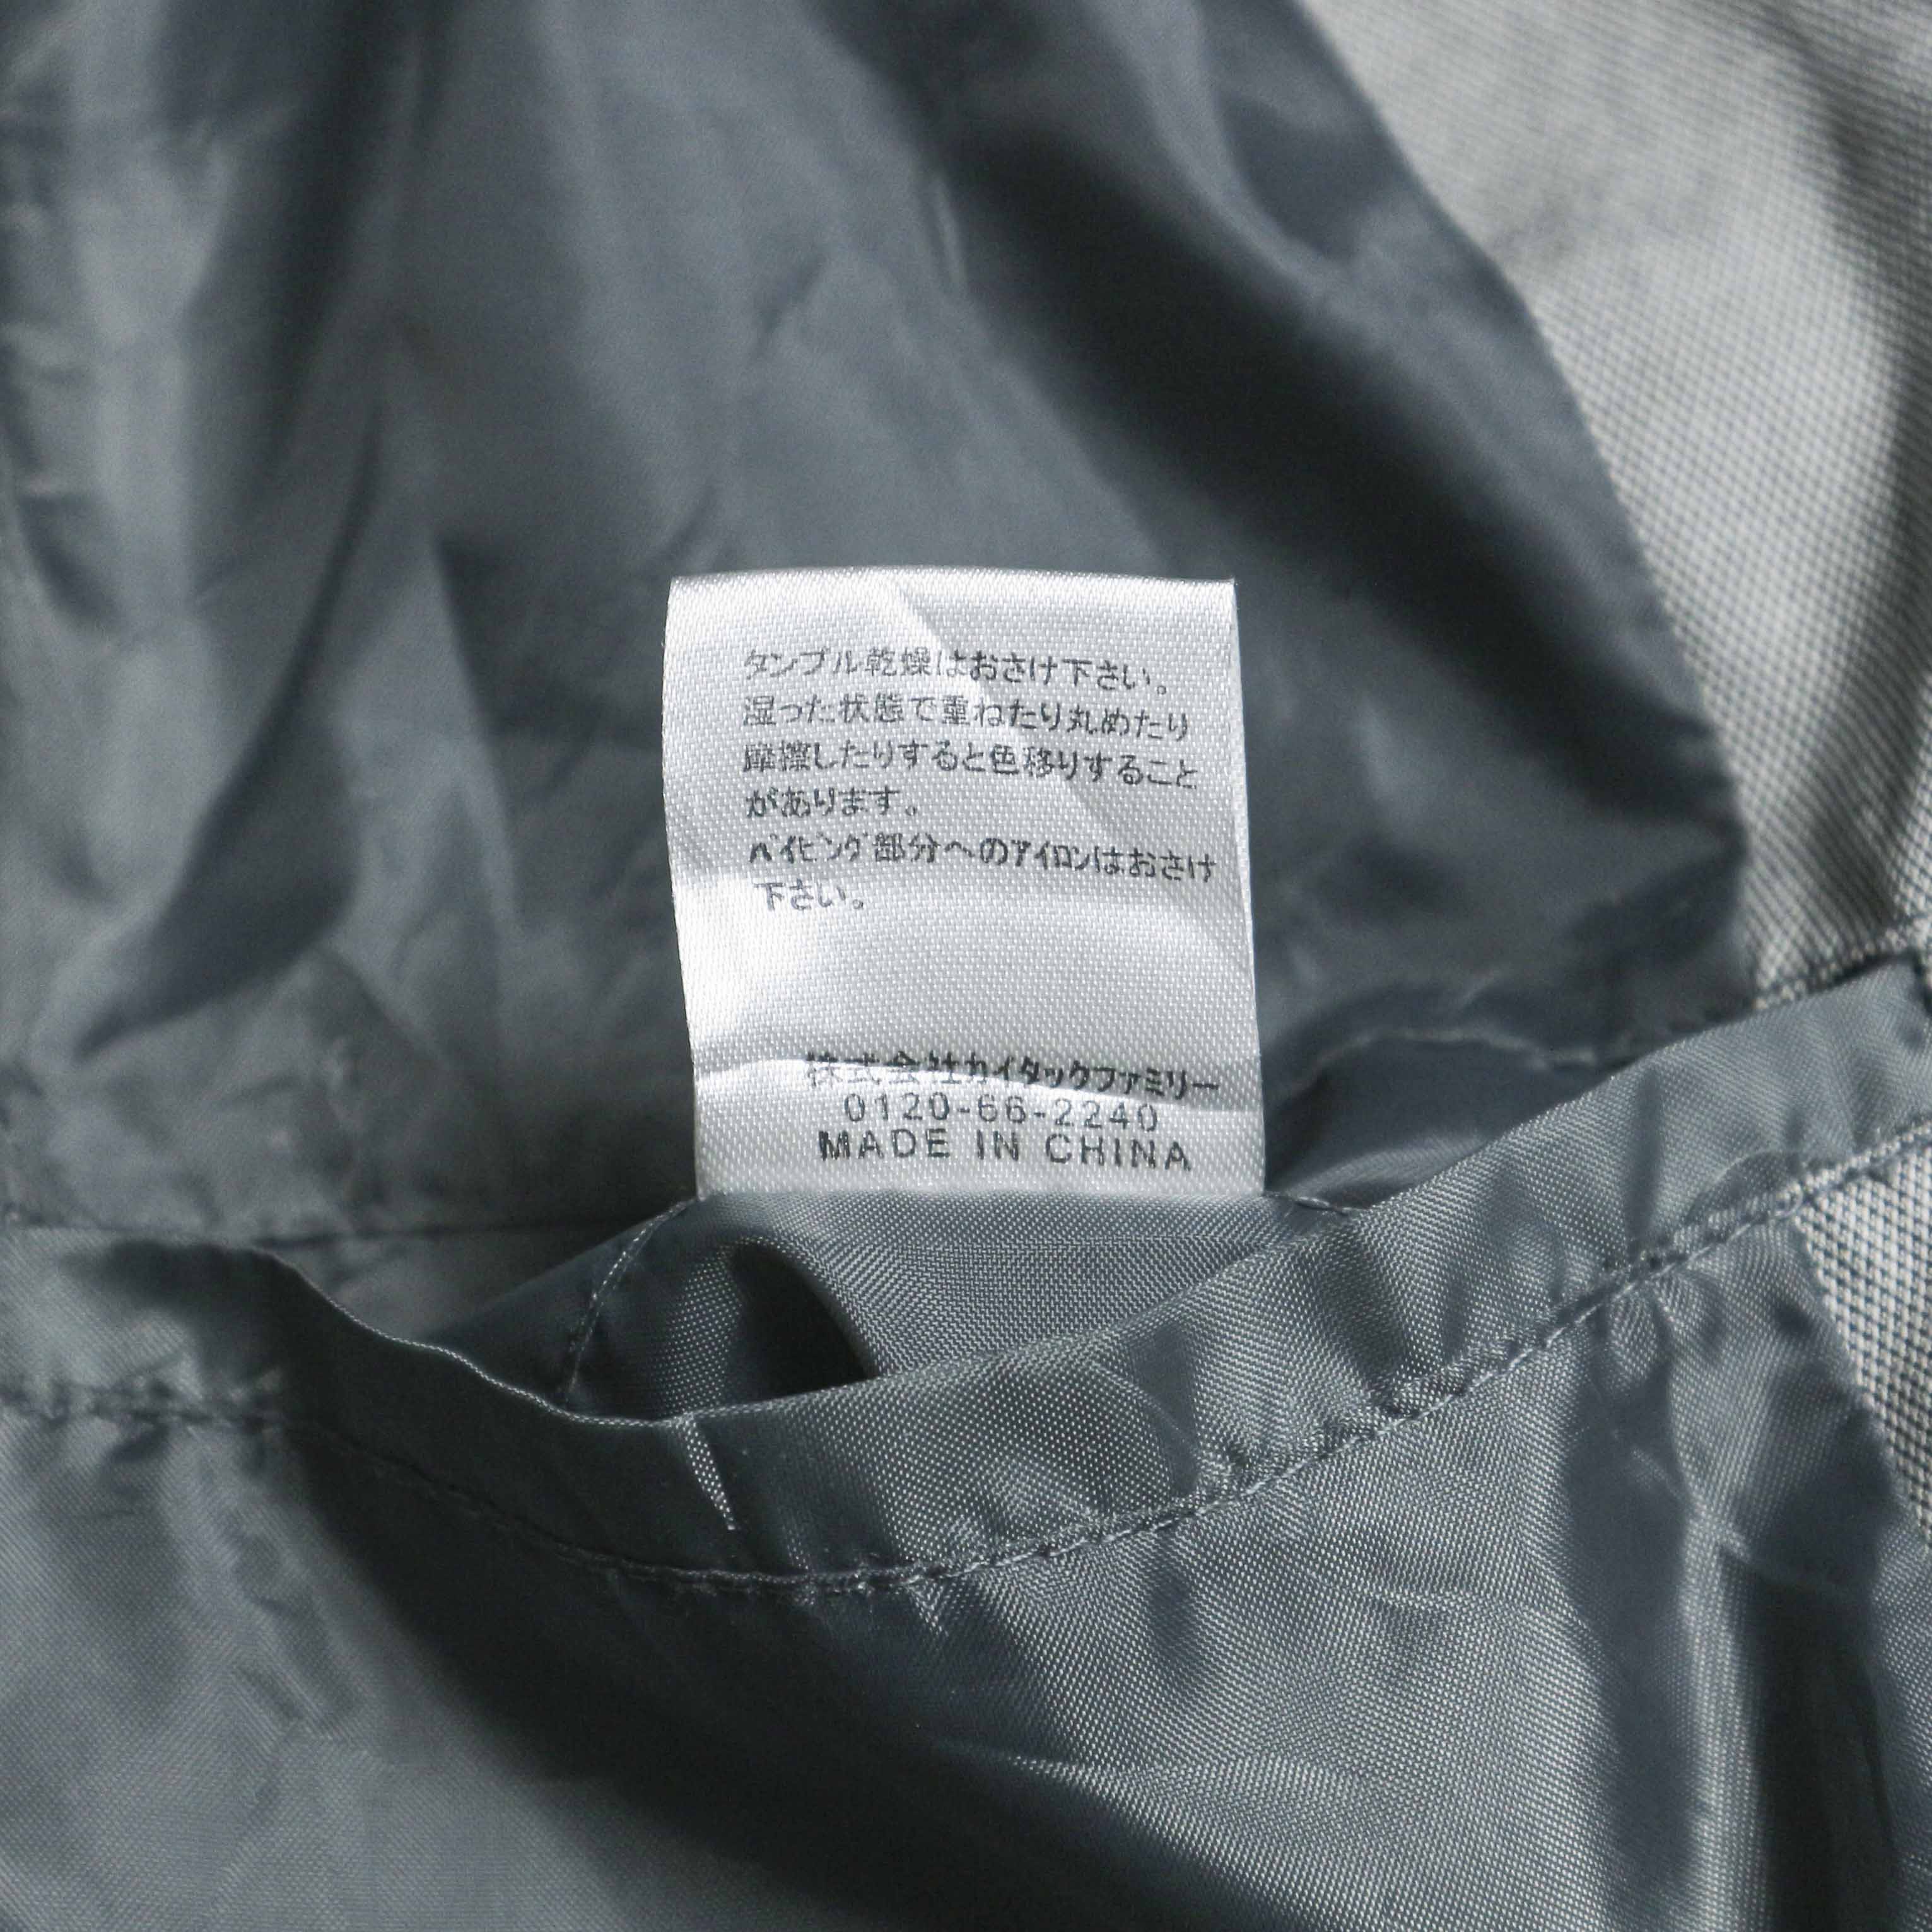 タンブル乾燥はおさけ下さい。
湿った状態で重ねたり丸めたり
摩擦したりすると色移りすること
があります。
パイピング部分へのアイロンはおさけ
下さい。
株式会社カイタックファミリー
0120-66-2240
MADE IN CHINA